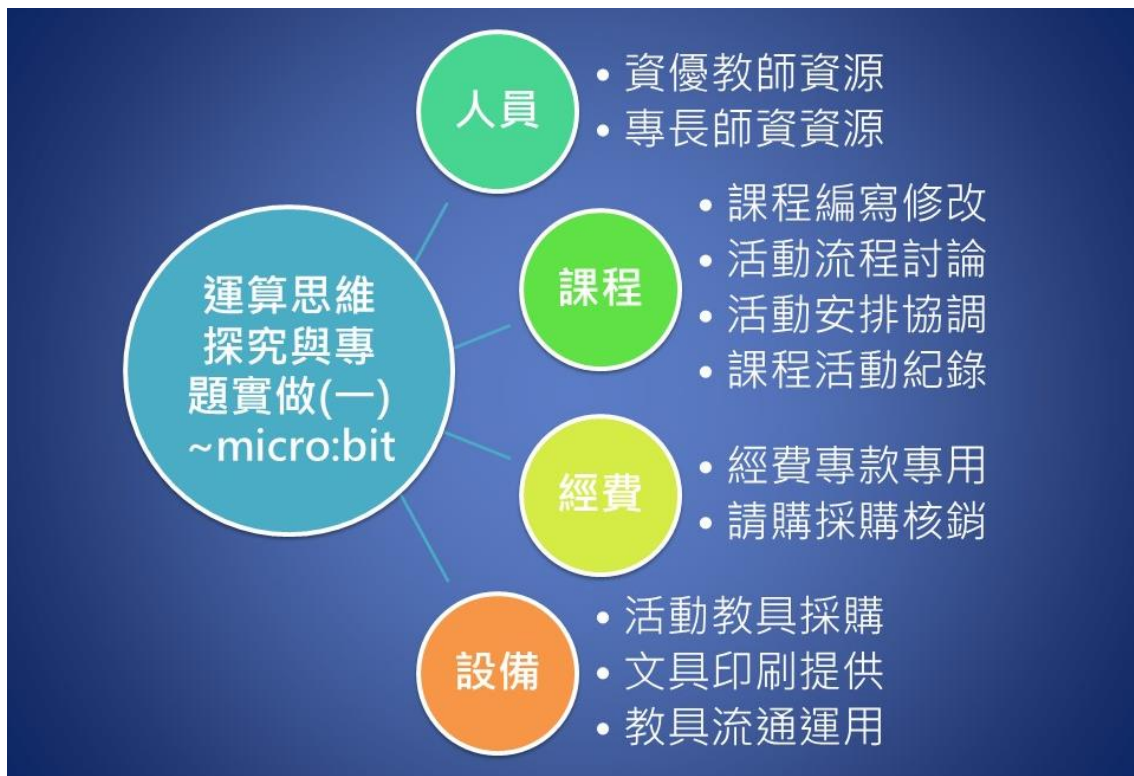 運算思維
探究與專
題實做(一)
~micro:bit
人員
• 資優教師資源
• 專長師資資源
課程
• 課程編寫修改
• 活動流程討論
• 活動安排協調
• 課程活動紀錄
經費
• 經費專款專用
• 請購採購核銷
設備
• 活動教具採購
• 文具印刷提供
• 教具流通運用